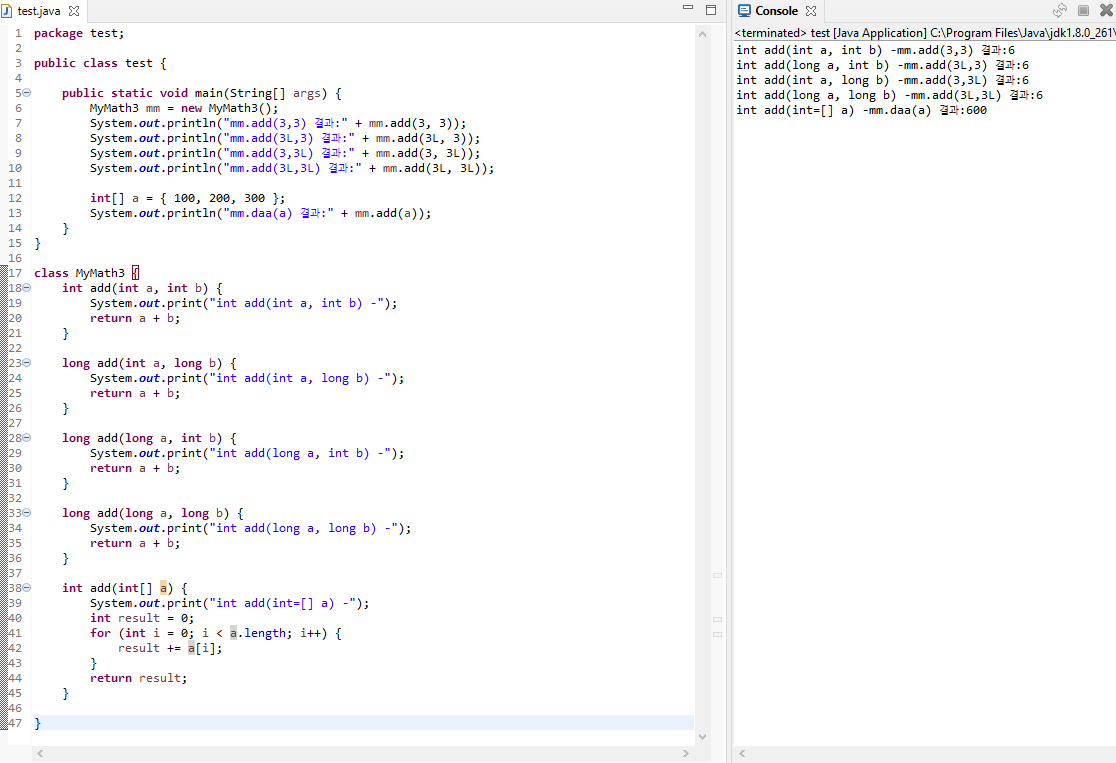 test.java
1 package test;
2
3 public class test {
4
5 public static void main(String[] args) {
6 MyMath3 mm = new MyMath3();
7 System.out.println("mm.add(3,3) 결과:" + mm.add(3, 3));
8 System.out.println("mm.add(3L,3) 결과:" + mm.add(3L, 3));
9 System.out.println("mm.add(3,3L) 결과:" + mm.add(3, 3L));
10 System.out.println("mm.add(3L,3L) 결과:" + mm.add(3L, 3L));
11
12 int[] a = { 100, 200, 300 };
13 System.out.println("mm.daa(a) 결과:" + mm.add(a));
14 }
15 }
16
17 class MyMath3 {
18 int add(int a, int b) {
19 System.out.print("int add(int a, int b) -");
20 return a + b;
21 }
22
23 long add(int a, long b) {
24 System.out.print("int add(int a, long b) -");
25 return a + b;
26 }
27
28 long add(long a, int b) {
29 System.out.print("int add(long a, int b) -");
30 return a + b;
31 }
32
33 long add(long a, long b) {
34 System.out.print("int add(long a, long b) -");
35 return a + b;
36 }
37
38 int add(int[] a) {
39 System.out.print("int add(int=[] a) -");
40 int result = 0;
41 for (int i = 0; i < a.length; i++) {
42 result += a[i];
43 }
44 return result;
45 }
46
47 }
Console
<terminated> test [Java Application] C:\Program Files\Java\jdk1.8.0_261\
int add(int a, int b) -mm.add(3,3) 결과:6
int add(long a, int b) -mm.add(3L,3) 결과:6
int add(int a, long b) -mm.add(3,3L) 결과:6
int add(long a, long b) -mm.add(3L,3L) 결과:6
int add(int=[] a) -mm.daa(a) 결과:600